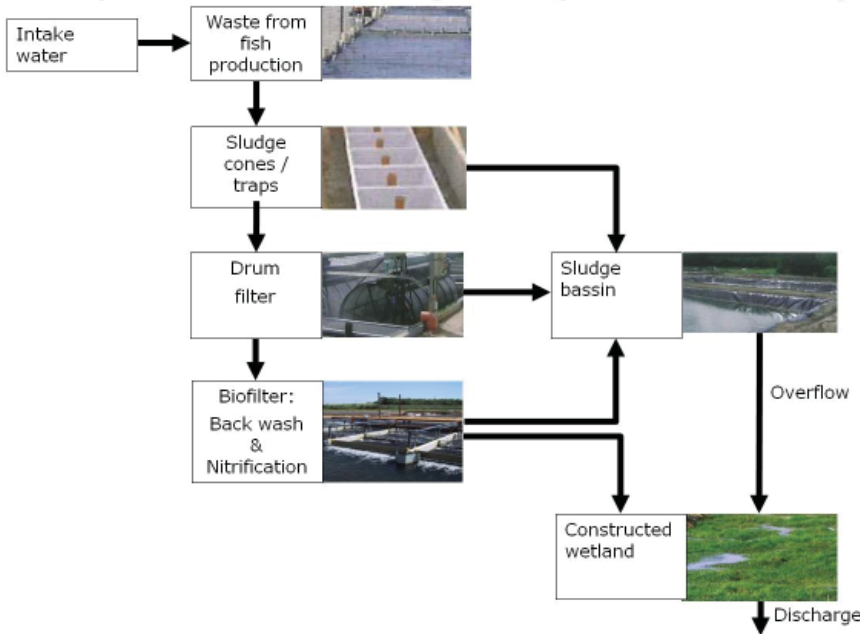 Intake
water
Waste from
fish
production
Sludge
cones /
traps
Drum
filter
Sludge
bassin
Biofilter:
Back wash
&
Nitrification
Overflow
Constructed
wetland
Discharge